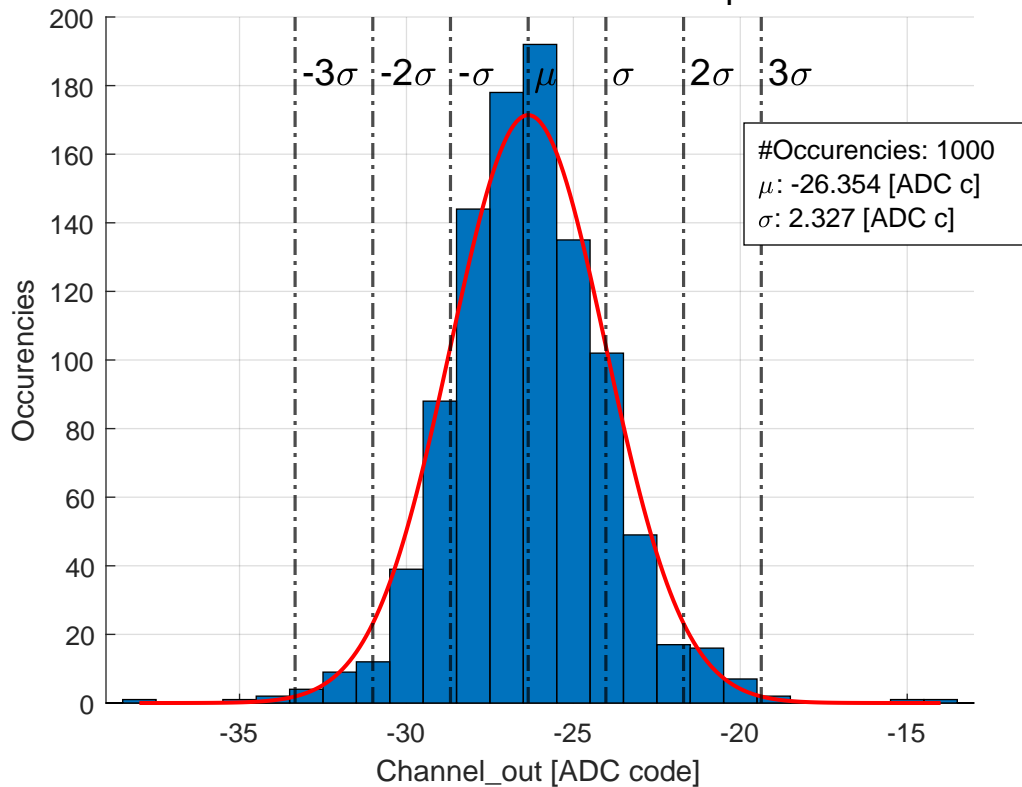 200
180
160
140
120
100
80
60
40
20
0
Occurencies
-3σ -2σ -σ μ σ 2σ 3σ
#Occurencies: 1000
μ: -26.354 [ADC c]
σ: 2.327 [ADC c]
-35 -30 -25 -20 -15
Channel_out [ADC code]